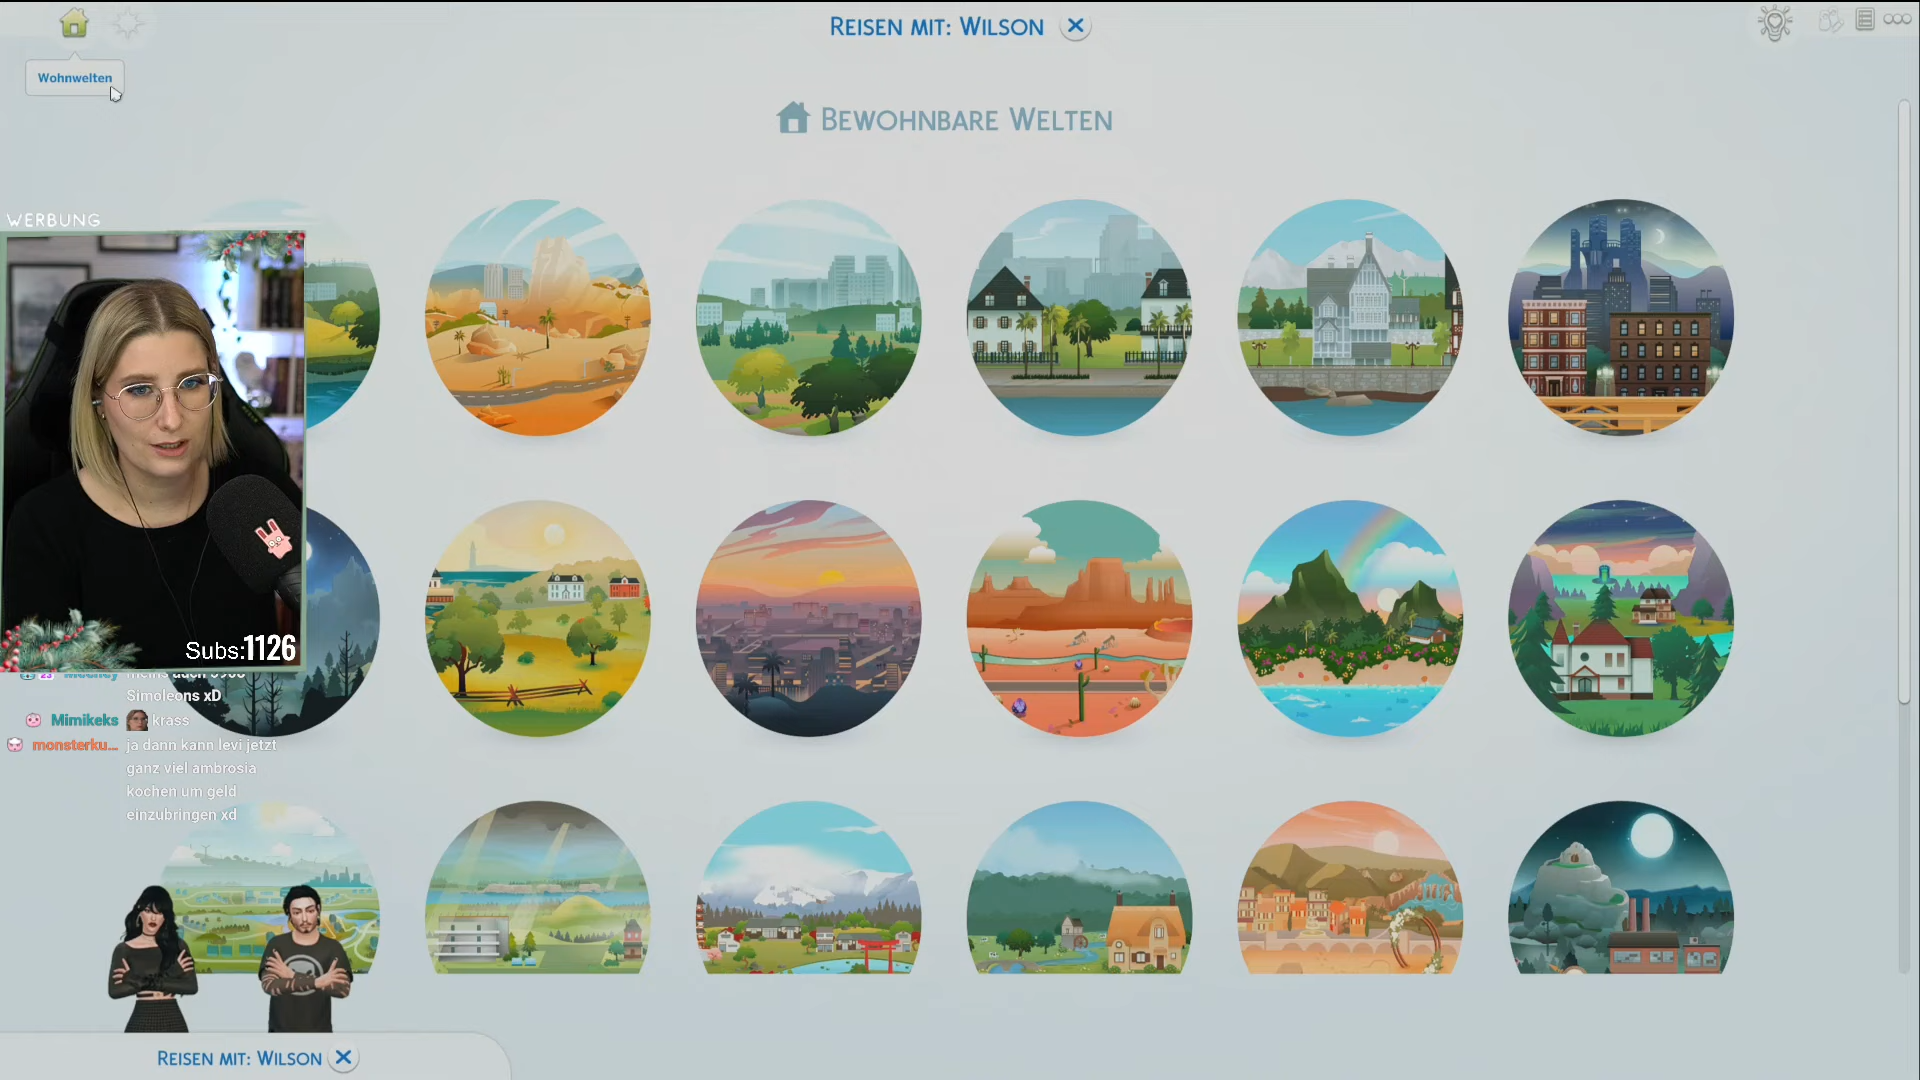 REISEN MIT: WILSON
Wohnwelten
BEWOHNBARE WELTEN
WERBUNG
Subs:1126
Simoleons xD
Mimikeks krass
monsterku... ja dann kann levi jetzt
ganz viel ambrosia
kochen um geld
einzubringen xd
REISEN MIT: WILSON